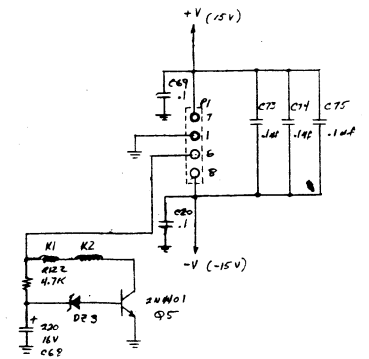 +V (15V)
C69
.1
P1
7
1
6
8
C73
.1uf
C74
.1uf
C75
.1uf
C20
.1
-V (-15V)
K1
K2
R122
4.7K
+
220
16V
C68
DZ3
2N4401
Q5